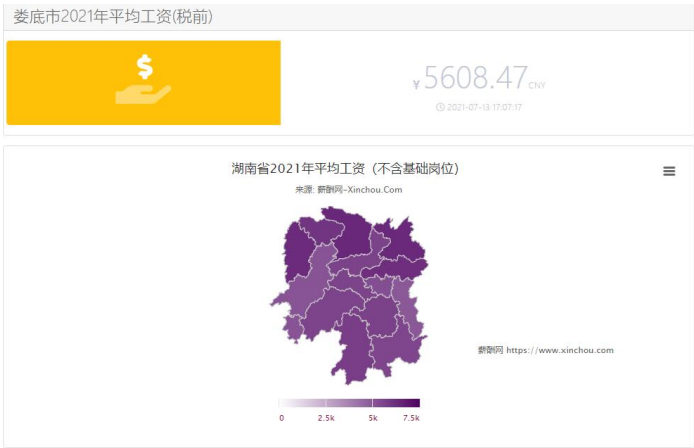 娄底市2021年平均工资(税前)
$
¥5608.47CNY
2021-07-13 17:07:17
湖南省2021年平均工资（不含基础岗位）
来源: 薪酬网-Xinchou.Com
薪酬网 https://www.xinchou.com
0 2.5k 5k 7.5k